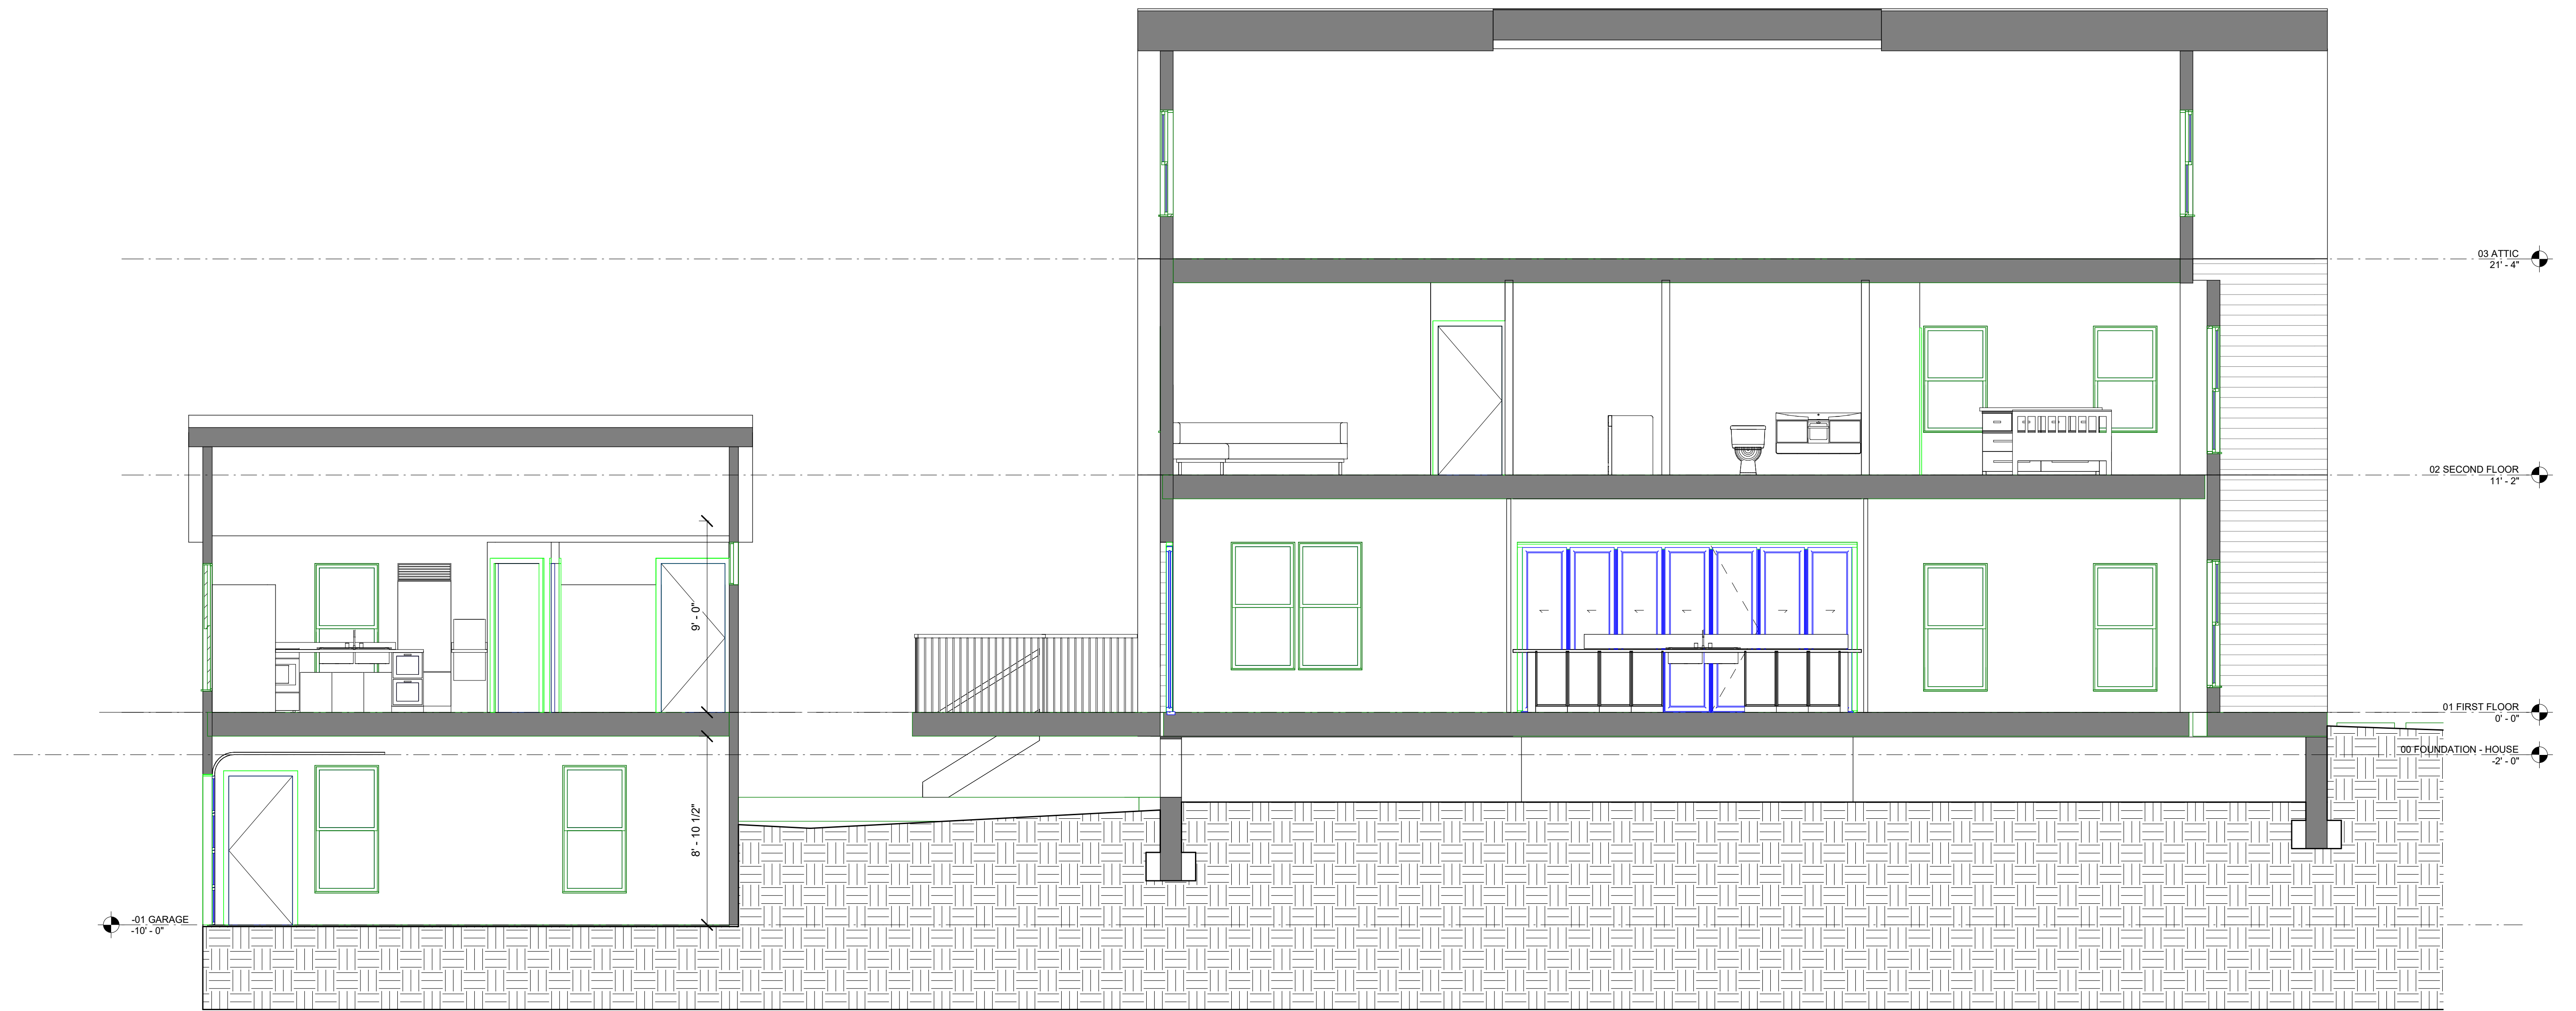 03 ATTIC
21' - 4"
02 SECOND FLOOR
11' - 2"
9' - 0"
01 FIRST FLOOR
0' - 0"
00 FOUNDATION - HOUSE
-2' - 0"
8' - 10 1/2"
-01 GARAGE
-10' - 0"